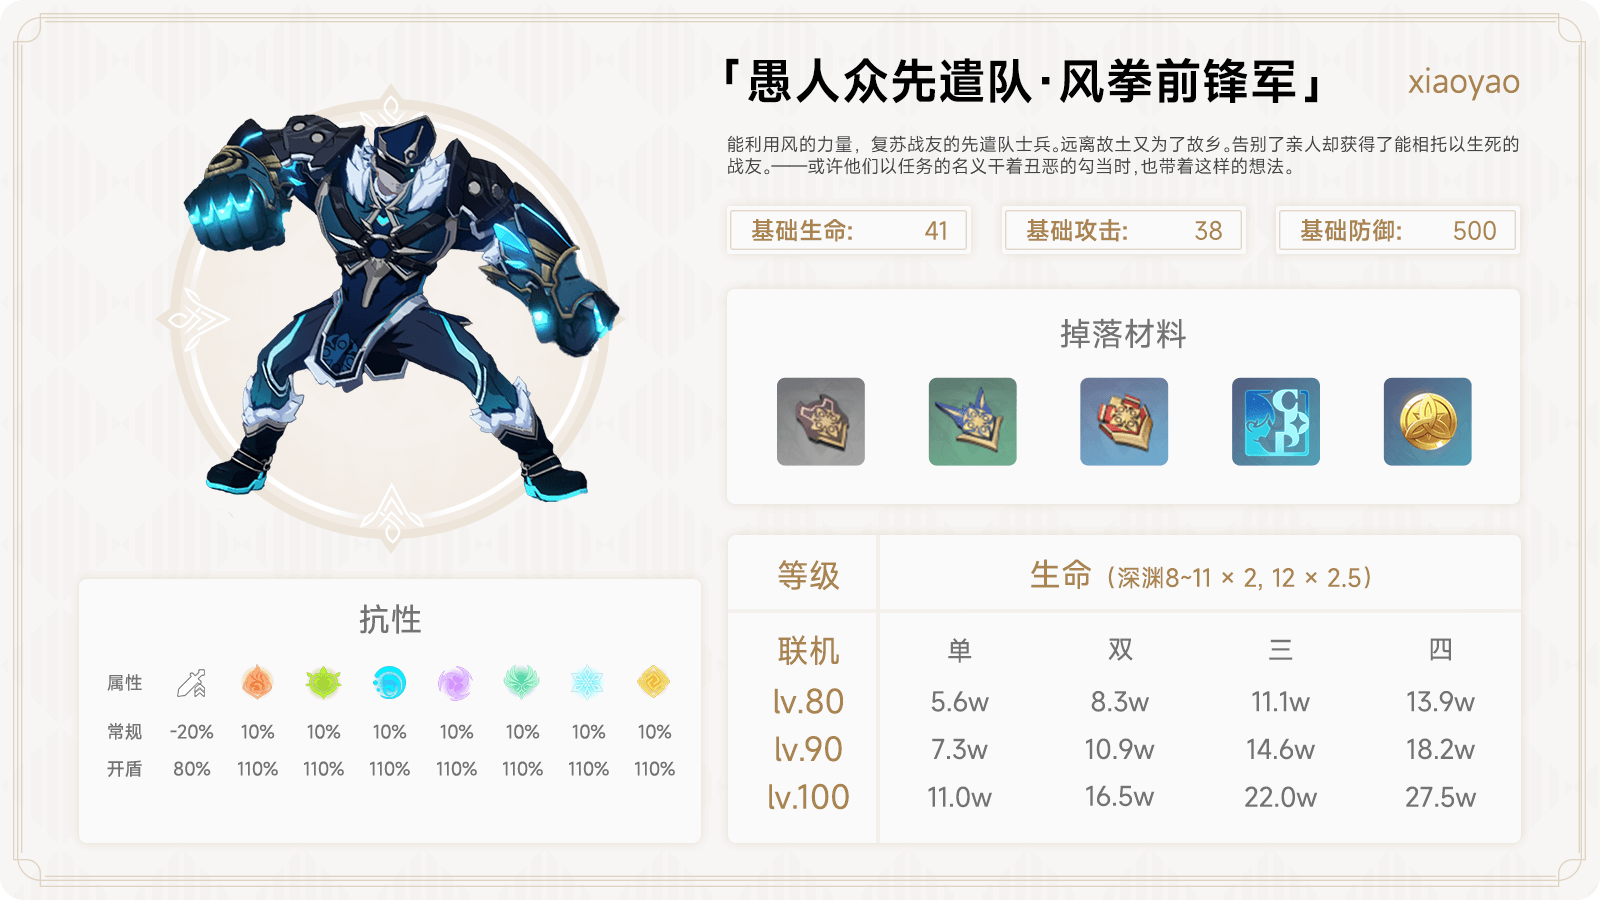 「愚人众先遣队·风拳前锋军」
xiaoyao
能利用风的力量，复苏战友的先遣队士兵。远离故土又为了故乡。告别了亲人却获得了能相托以生死的
战友。——或许他们以任务的名义干着丑恶的勾当时,也带着这样的想法。
基础生命: 41
基础攻击: 38
基础防御: 500
掉落材料
抗性
属性
常规 -20% 10% 10% 10% 10% 10% 10% 10%
开盾 80% 110% 110% 110% 110% 110% 110% 110%
等级 生命（深渊8~11 × 2, 12 × 2.5）
联机 单 双 三 四
lv.80 5.6w 8.3w 11.1w 13.9w
lv.90 7.3w 10.9w 14.6w 18.2w
lv.100 11.0w 16.5w 22.0w 27.5w